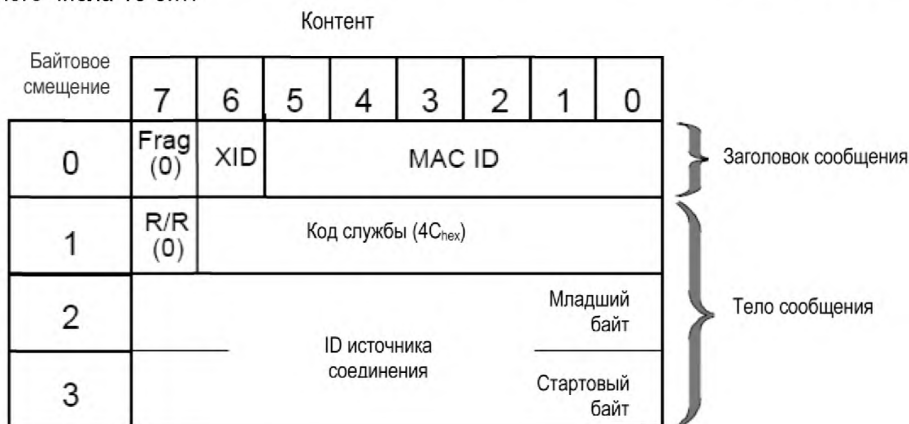 Контент
Байтовое
смещение
7 6 5 4 3 2 1 0
0
Frag
(0)
XID
MAC ID
Заголовок сообщения
1
R/R
(0)
Код службы (4Chex)
2
Младший
байт
ID источника
соединения
Тело сообщения
3
Стартовый
байт